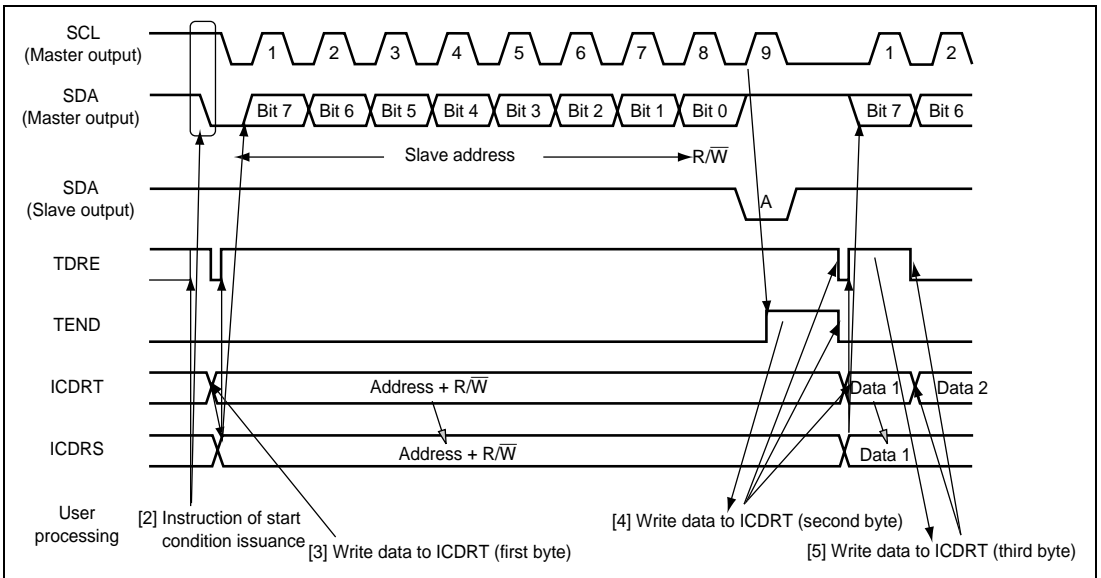 SCL
(Master output)
1 2 3 4 5 6 7 8 9 1 2
SDA
(Master output)
Bit 7 Bit 6 Bit 5 Bit 4 Bit 3 Bit 2 Bit 1 Bit 0 Bit 7 Bit 6
Slave address R/W̅
SDA
(Slave output)
A
TDRE
TEND
ICDRT
Address + R/W̅ Data 1 Data 2
ICDRS
Address + R/W̅ Data 1
User
processing
[2] Instruction of start
condition issuance
[3] Write data to ICDRT (first byte)
[4] Write data to ICDRT (second byte)
[5] Write data to ICDRT (third byte)